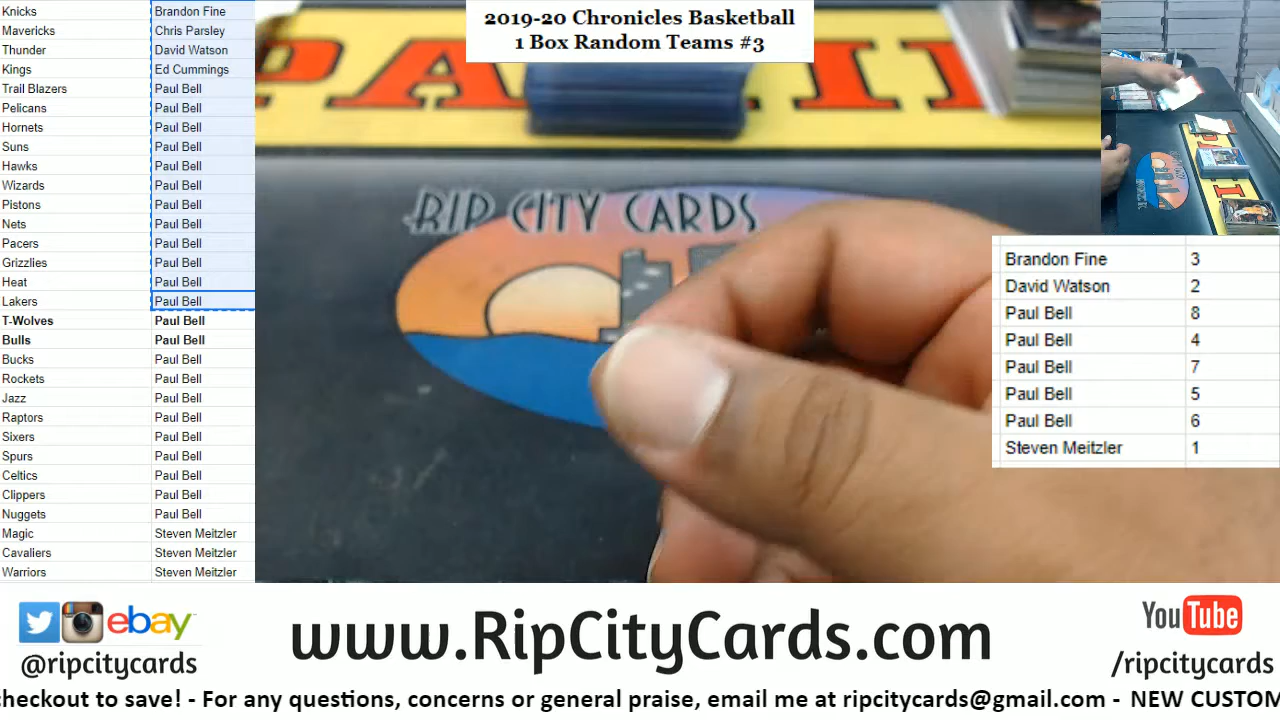 2019-20 Chronicles Basketball
1 Box Random Teams #3
Knicks Brandon Fine
Mavericks Chris Parsley
Thunder David Watson
Kings Ed Cummings
Trail Blazers Paul Bell
Pelicans Paul Bell
Hornets Paul Bell
Suns Paul Bell
Hawks Paul Bell
Wizards Paul Bell
Pistons Paul Bell
Nets Paul Bell
Pacers Paul Bell
Grizzlies Paul Bell
Heat Paul Bell
Lakers Paul Bell
T-Wolves Paul Bell
Bulls Paul Bell
Bucks Paul Bell
Rockets Paul Bell
Jazz Paul Bell
Raptors Paul Bell
Sixers Paul Bell
Spurs Paul Bell
Celtics Paul Bell
Clippers Paul Bell
Nuggets Paul Bell
Magic Steven Meitzler
Cavaliers Steven Meitzler
Warriors Steven Meitzler
RIP CITY CARDS
Brandon Fine 3
David Watson 2
Paul Bell 8
Paul Bell 4
Paul Bell 7
Paul Bell 5
Paul Bell 6
Steven Meitzler 1
ebay
@ripcitycards
www.RipCityCards.com
YouTube
/ripcitycards
checkout to save! - For any questions, concerns or general praise, email me at ripcitycards@gmail.com - NEW CUSTOM